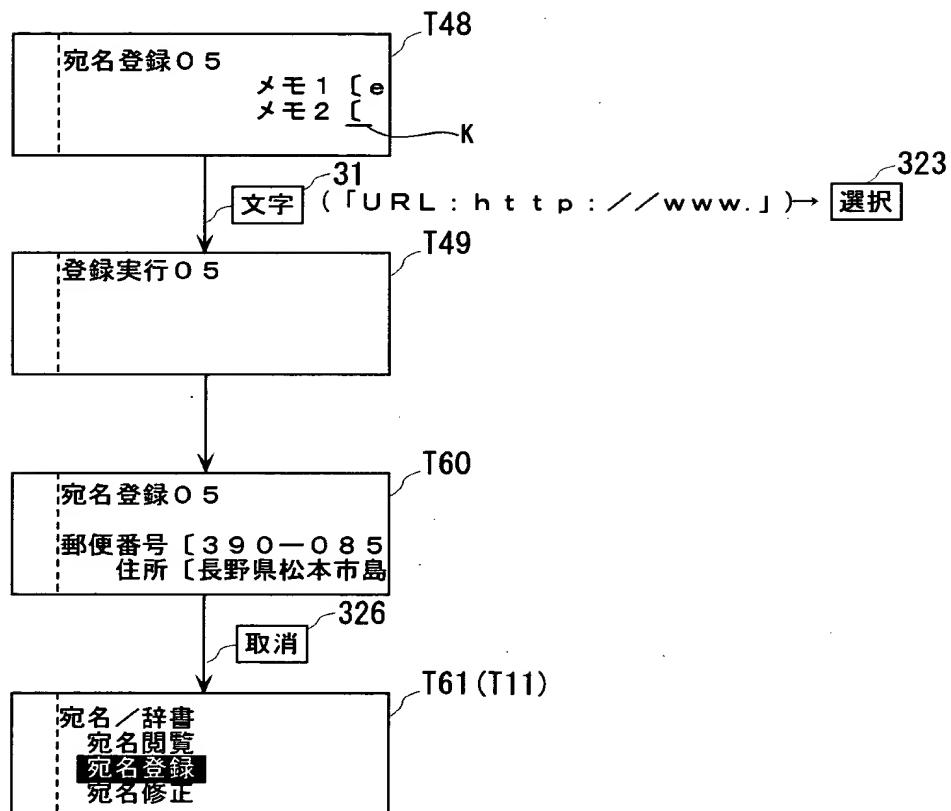 T48
宛名登録05
メモ1〔e
メモ2〔
K
31
文字 (「URL:http://www.」)→ 選択
323
T49
登録実行05
T60
宛名登録05
郵便番号〔390-085
住所〔長野県松本市島
326
取消
T61(T11)
宛名/辞書
宛名閲覧
宛名登録
宛名修正